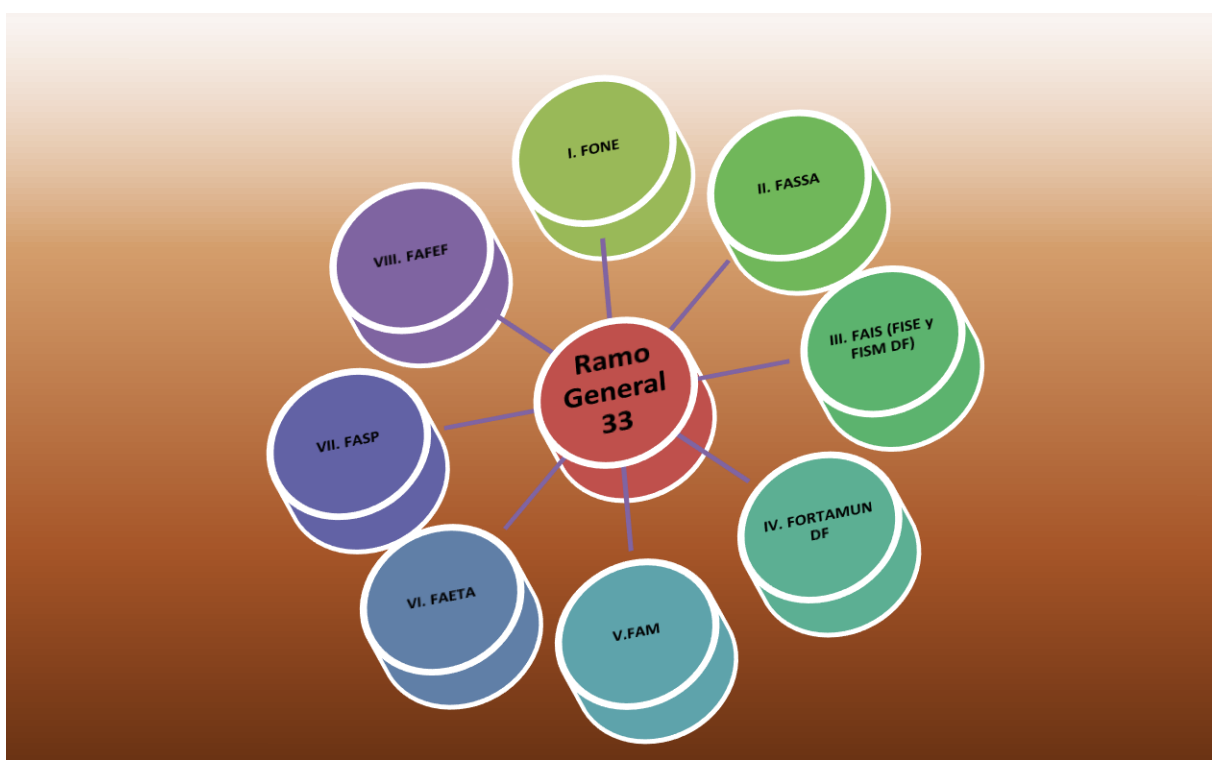 Ramo
General
33
I. FONE
II. FASSA
III. FAIS (FISE y
FISM DF)
IV. FORTAMUN
DF
V.FAM
VI. FAETA
VII. FASP
VIII. FAFEF